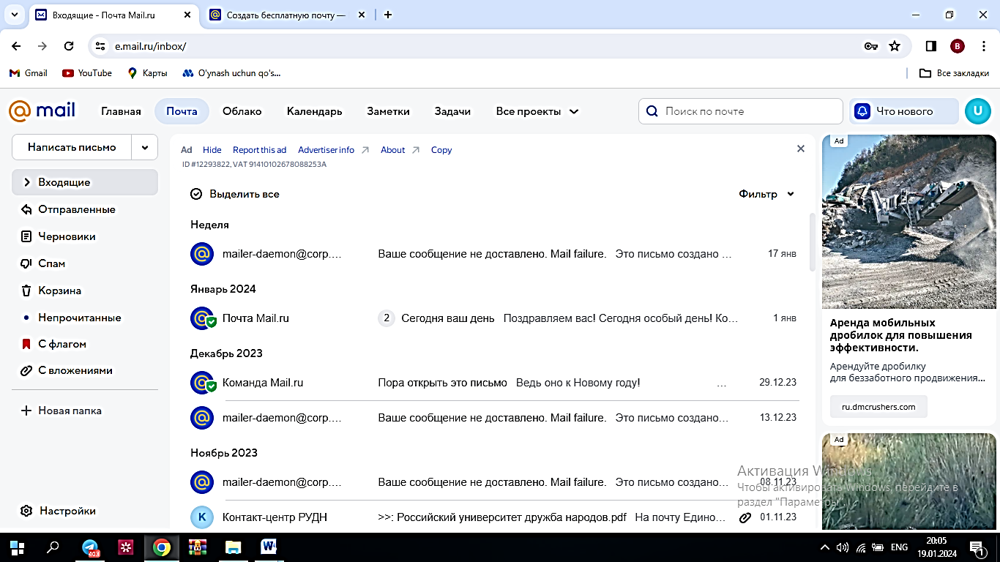 Входящие - Почта Mail.ru
Создать бесплатную почту —
e.mail.ru/inbox/
B
Gmail
YouTube
Карты
O'ynash uchun qo's...
Все закладки
@ mail
Главная
Почта
Облако
Календарь
Заметки
Задачи
Все проекты
Поиск по почте
Что нового
U
Написать письмо
Входящие
Отправленные
Черновики
Спам
Корзина
Непрочитанные
С флагом
С вложениями
Новая папка
Настройки
Ad Hide Report this ad Advertiser info About Copy
ID #12293822, VAT 91410102678088253A
Выделить все
Фильтр
Неделя
mailer-daemon@corp.... Ваше сообщение не доставлено. Mail failure. Это письмо создано ... 17 янв
Январь 2024
Почта Mail.ru 2 Сегодня ваш день Поздравляем вас! Сегодня особый день! Ко... 1 янв
Декабрь 2023
Команда Mail.ru Пора открыть это письмо Ведь оно к Новому году! ... 29.12.23
mailer-daemon@corp.... Ваше сообщение не доставлено. Mail failure. Это письмо создано... 13.12.23
Ноябрь 2023
mailer-daemon@corp.... Ваше сообщение не доставлено. Mail failure. Это письмо создано... 08.11.23
К Контакт-центр РУДН >>: Российский университет дружба народов.pdf На почту Едино... 01.11.23
Ad
Аренда мобильных
дробилок для повышения
эффективности.
Арендуйте дробилку
для беззаботного продвижения...
ru.dmcrushers.com
Ad
Активация Windows
Чтобы активировать Windows, перейдите в
раздел "Параметры".
403
W
ENG
20:05
19.01.2024
1